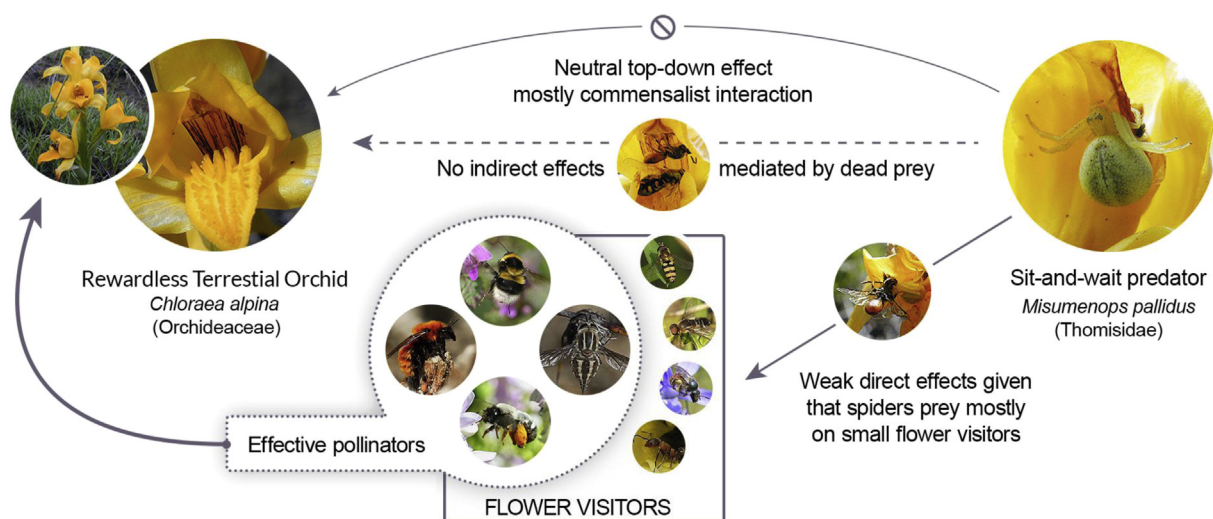 Neutral top-down effect
mostly commensalist interaction
No indirect effects mediated by dead prey
Rewardless Terrestial Orchid
Chloraea alpina
(Orchideaceae)
Sit-and-wait predator
Misumenops pallidus
(Thomisidae)
Weak direct effects given
that spiders prey mostly
on small flower visitors
Effective pollinators
FLOWER VISITORS